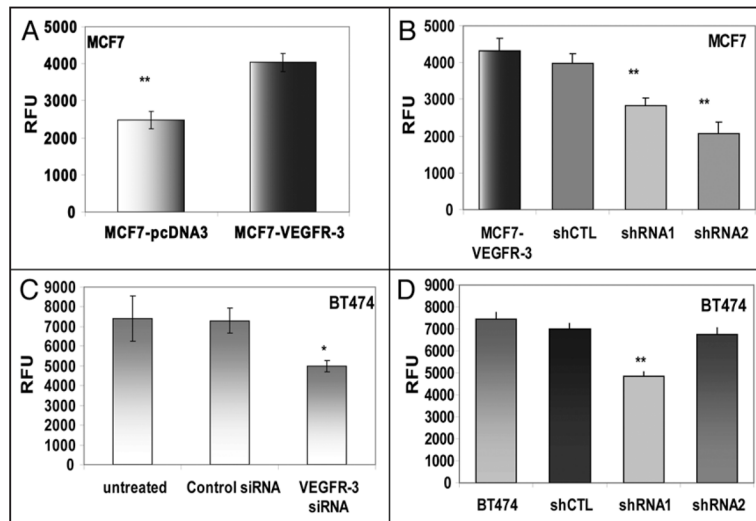 A
MCF7
5000
4000
3000
2000
1000
0
RFU
**
MCF7-pcDNA3
MCF7-VEGFR-3
B
MCF7
5000
4000
3000
2000
1000
0
RFU
**
**
MCF7-
VEGFR-3
shCTL
shRNA1
shRNA2
C
BT474
9000
8000
7000
6000
5000
4000
3000
2000
1000
0
RFU
*
untreated
Control siRNA
VEGFR-3
siRNA
D
BT474
9000
8000
7000
6000
5000
4000
3000
2000
1000
0
RFU
**
BT474
shCTL
shRNA1
shRNA2